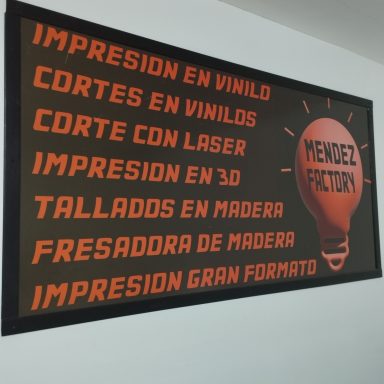 IMPRESION EN VINILO
CORTES EN VINILOS
CORTE CON LASER
IMPRESION EN 3D
TALLADOS EN MADERA
FRESADORA DE MADERA
IMPRESION GRAN FORMATO
MENDEZ
FACTORY